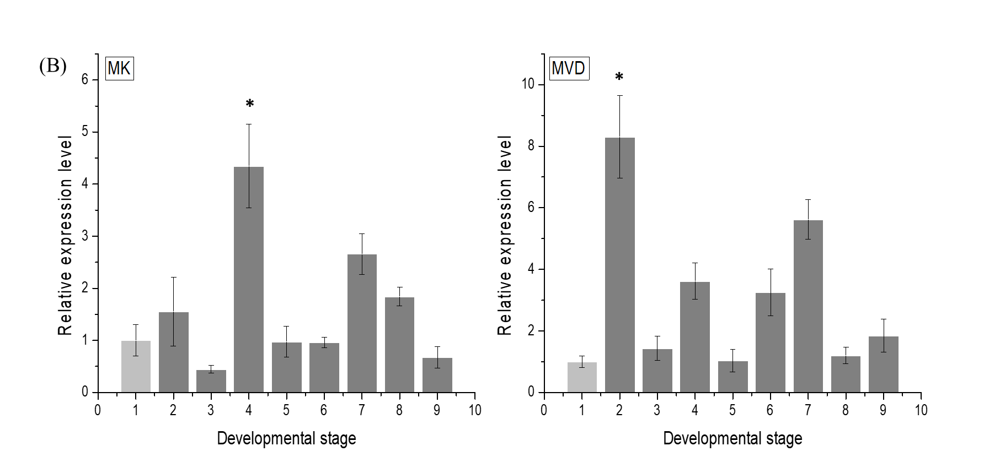 (B)
MK
*
6
5
4
3
2
1
0
Relative expression level
0 1 2 3 4 5 6 7 8 9 10
Developmental stage
MVD
*
10
8
6
4
2
0
Relative expression level
0 1 2 3 4 5 6 7 8 9 10
Developmental stage